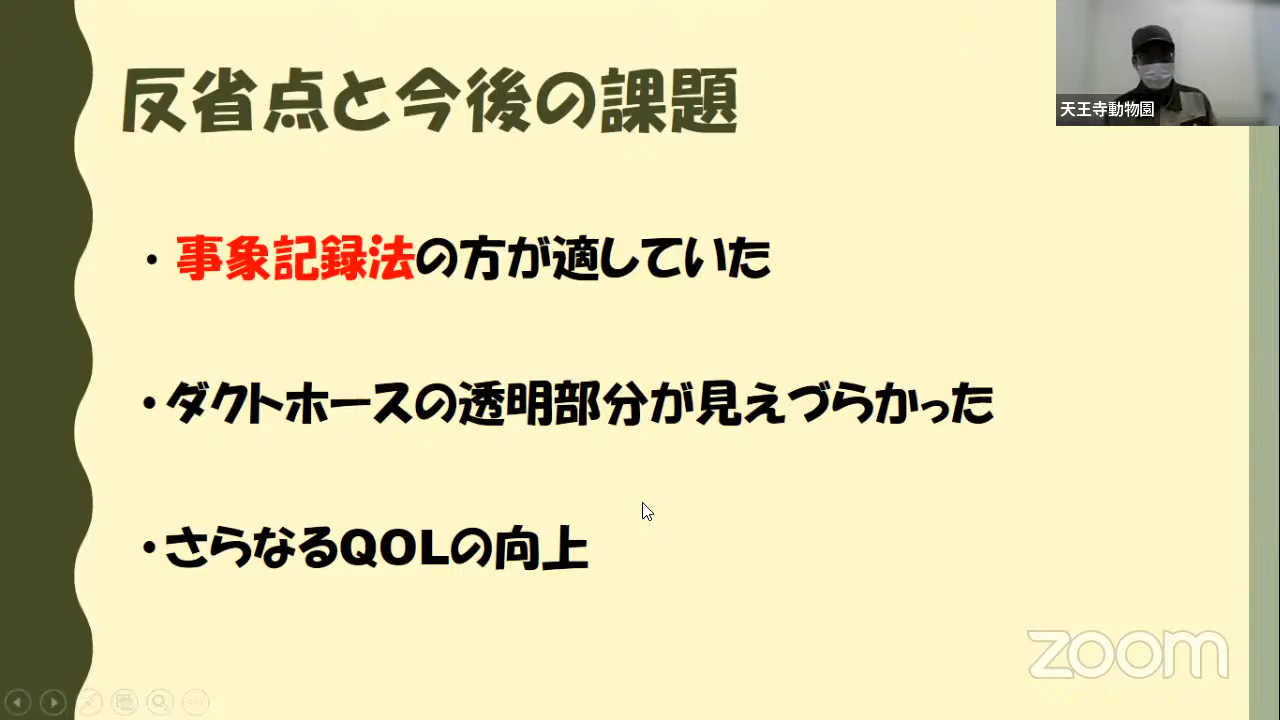 反省点と今後の課題
天王寺動物園
・事象記録法の方が適していた
・ダクトホースの透明部分が見えづらかった
・さらなるQOLの向上
zoom